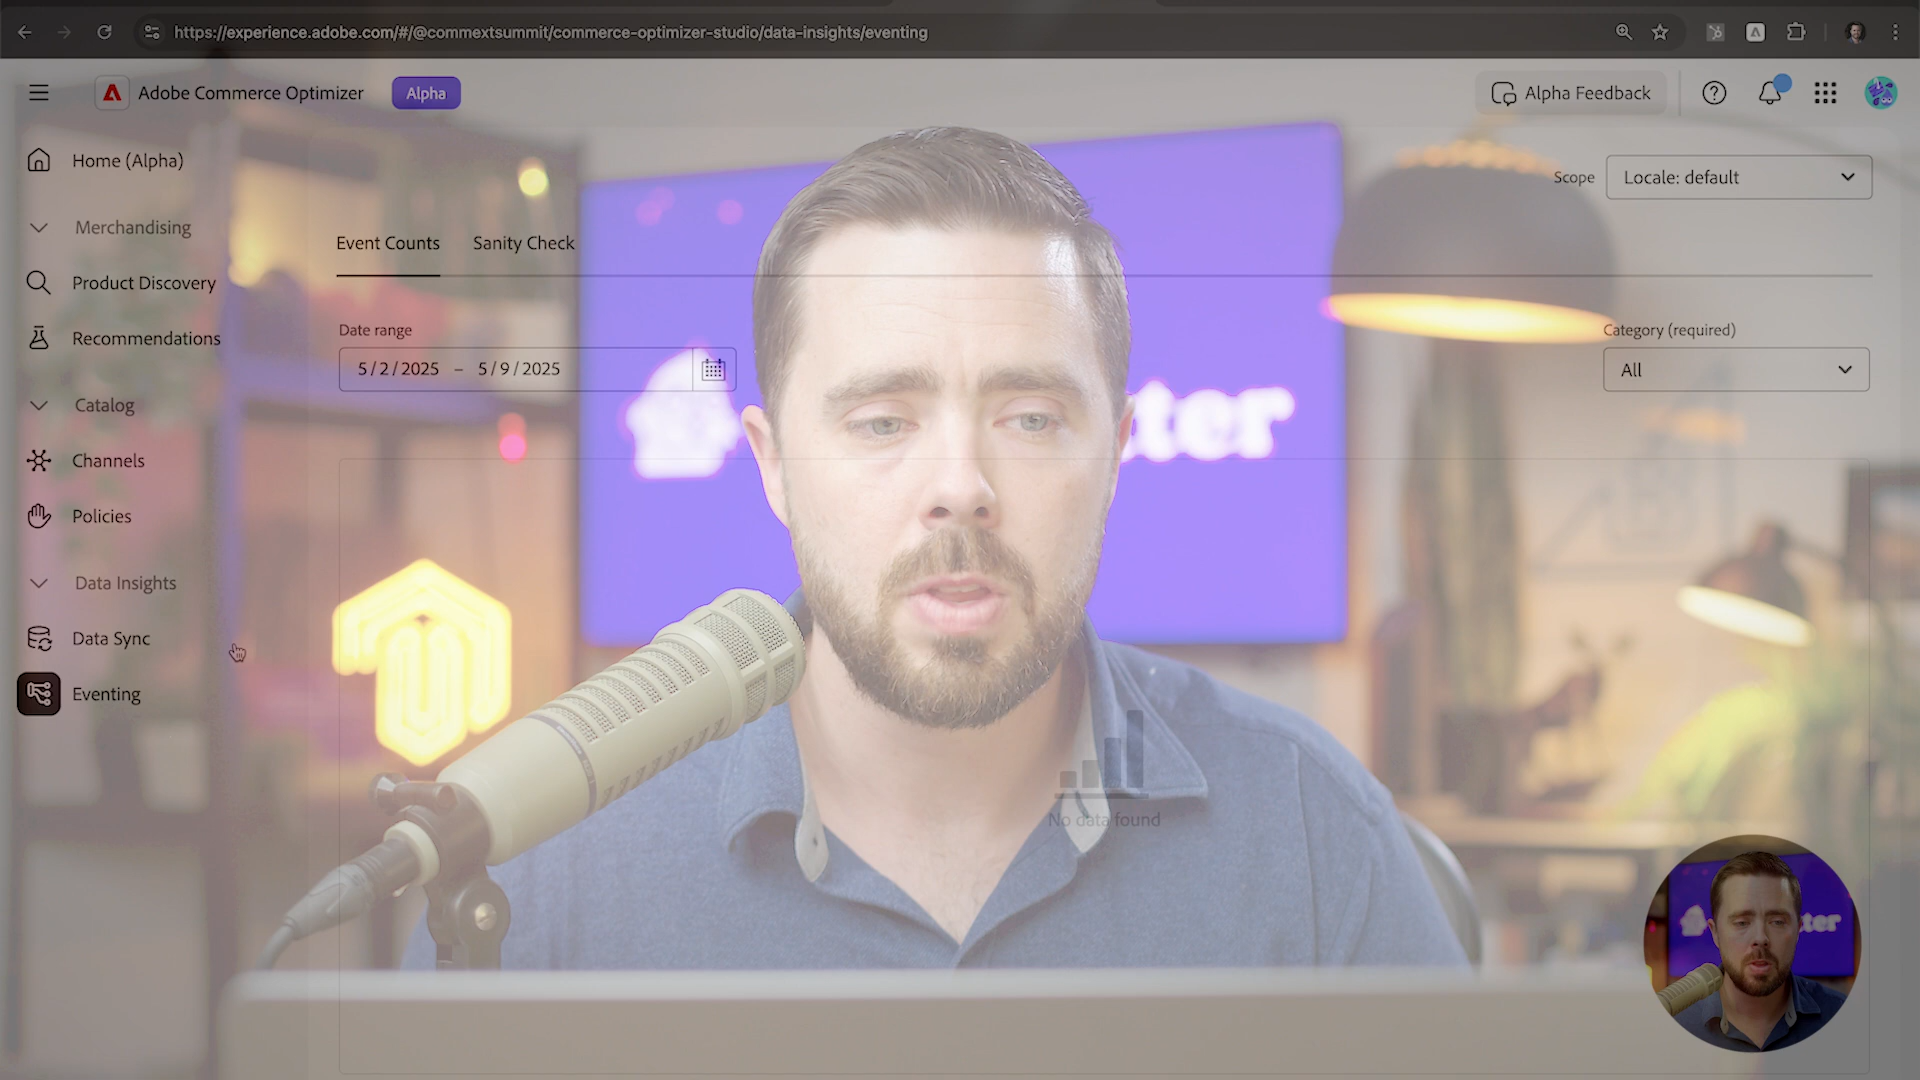 https://experience.adobe.com/#/@commextsummit/commerce-optimizer-studio/data-insights/eventing
Adobe Commerce Optimizer
Alpha
Alpha Feedback
Home (Alpha)
Scope
Locale: default
Merchandising
Event Counts
Sanity Check
Product Discovery
Date range
Category (required)
Recommendations
5/2/2025 – 5/9/2025
All
Catalog
Channels
Policies
Data Insights
Data Sync
Eventing
No data found